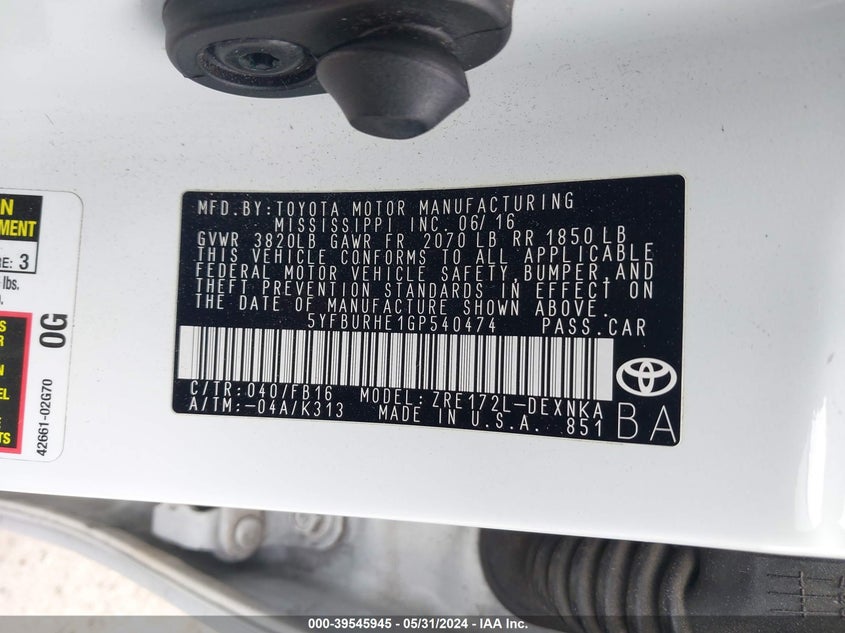 MFD.BY:TOYOTA MOTOR MANUFACTURING
MISSISSIPPI INC. 06/16
GVWR 3820LB GAWR FR 2070 LB RR 1850LB
THIS VEHICLE CONFORMS TO ALL APPLICABLE
FEDERAL MOTOR VEHICLE SAFETY,BUMPER,AND
THEFT PREVENTION STANDARDS IN EFFECT ON
THE DATE OF MANUFACTURE SHOWN ABOVE.
5YFBURHE1GP540474 PASS.CAR
C/TR: 040/FB16 MODEL: ZRE172L-DEXNKA
A/TM:-04A/K313 MADE IN U.S.A. 851
BA
RE: 3
lbs.
0G
42661-02G70
000-39545945 - 05/31/2024 - IAA Inc.